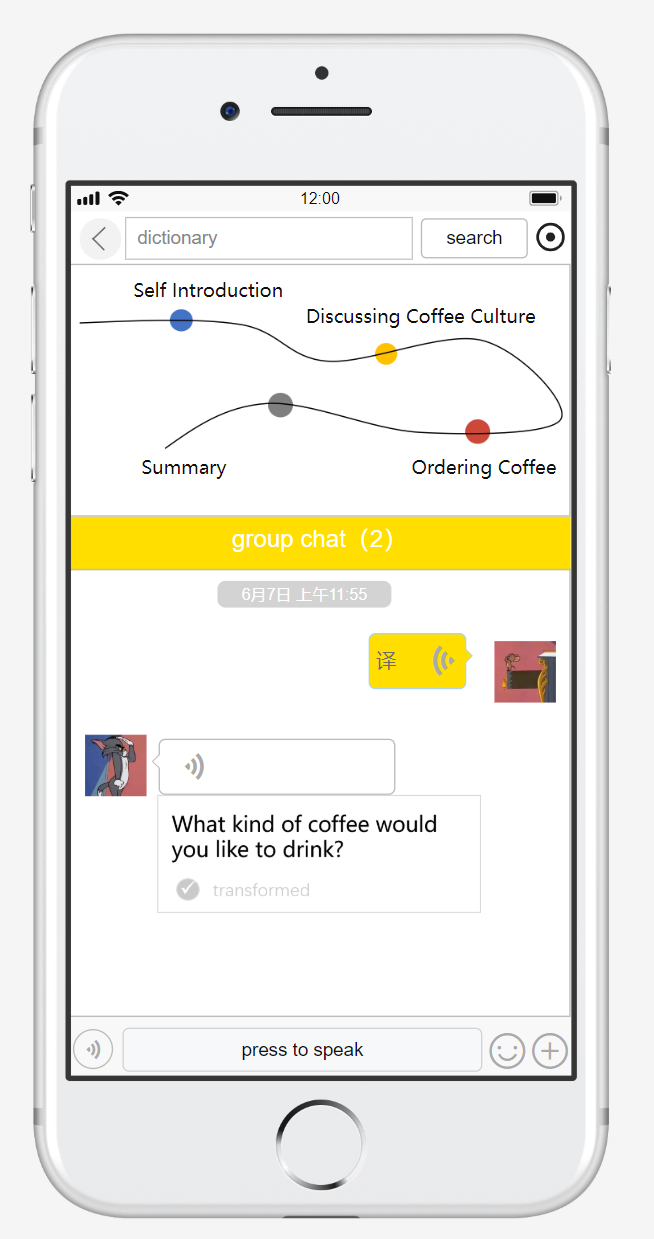 12:00
dictionary
search
Self Introduction
Discussing Coffee Culture
Summary
Ordering Coffee
group chat（2）
6月7日 上午11:55
译
What kind of coffee would
you like to drink?
transformed
press to speak